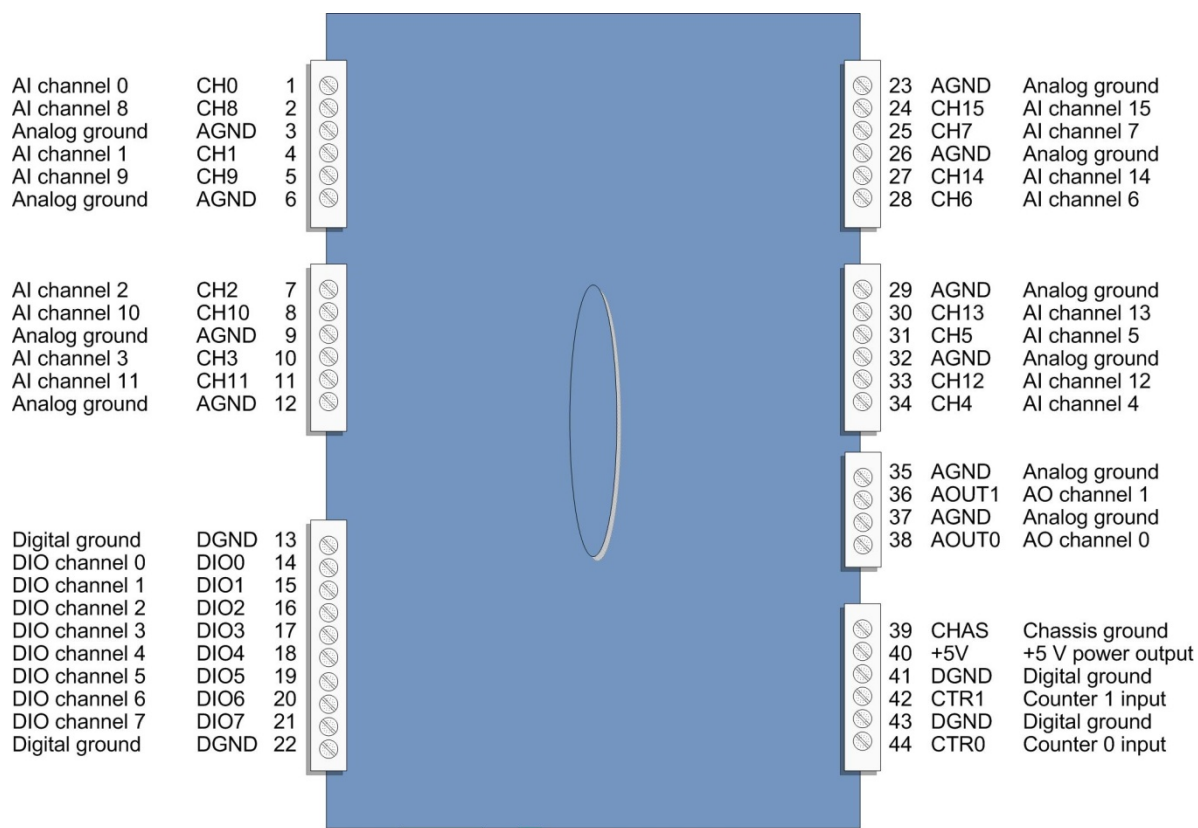 AI channel 0 CH0 1
AI channel 8 CH8 2
Analog ground AGND 3
AI channel 1 CH1 4
AI channel 9 CH9 5
Analog ground AGND 6
AI channel 2 CH2 7
AI channel 10 CH10 8
Analog ground AGND 9
AI channel 3 CH3 10
AI channel 11 CH11 11
Analog ground AGND 12
Digital ground DGND 13
DIO channel 0 DIO0 14
DIO channel 1 DIO1 15
DIO channel 2 DIO2 16
DIO channel 3 DIO3 17
DIO channel 4 DIO4 18
DIO channel 5 DIO5 19
DIO channel 6 DIO6 20
DIO channel 7 DIO7 21
Digital ground DGND 22
23 AGND Analog ground
24 CH15 AI channel 15
25 CH7 AI channel 7
26 AGND Analog ground
27 CH14 AI channel 14
28 CH6 AI channel 6
29 AGND Analog ground
30 CH13 AI channel 13
31 CH5 AI channel 5
32 AGND Analog ground
33 CH12 AI channel 12
34 CH4 AI channel 4
35 AGND Analog ground
36 AOUT1 AO channel 1
37 AGND Analog ground
38 AOUT0 AO channel 0
39 CHAS Chassis ground
40 +5V +5 V power output
41 DGND Digital ground
42 CTR1 Counter 1 input
43 DGND Digital ground
44 CTR0 Counter 0 input